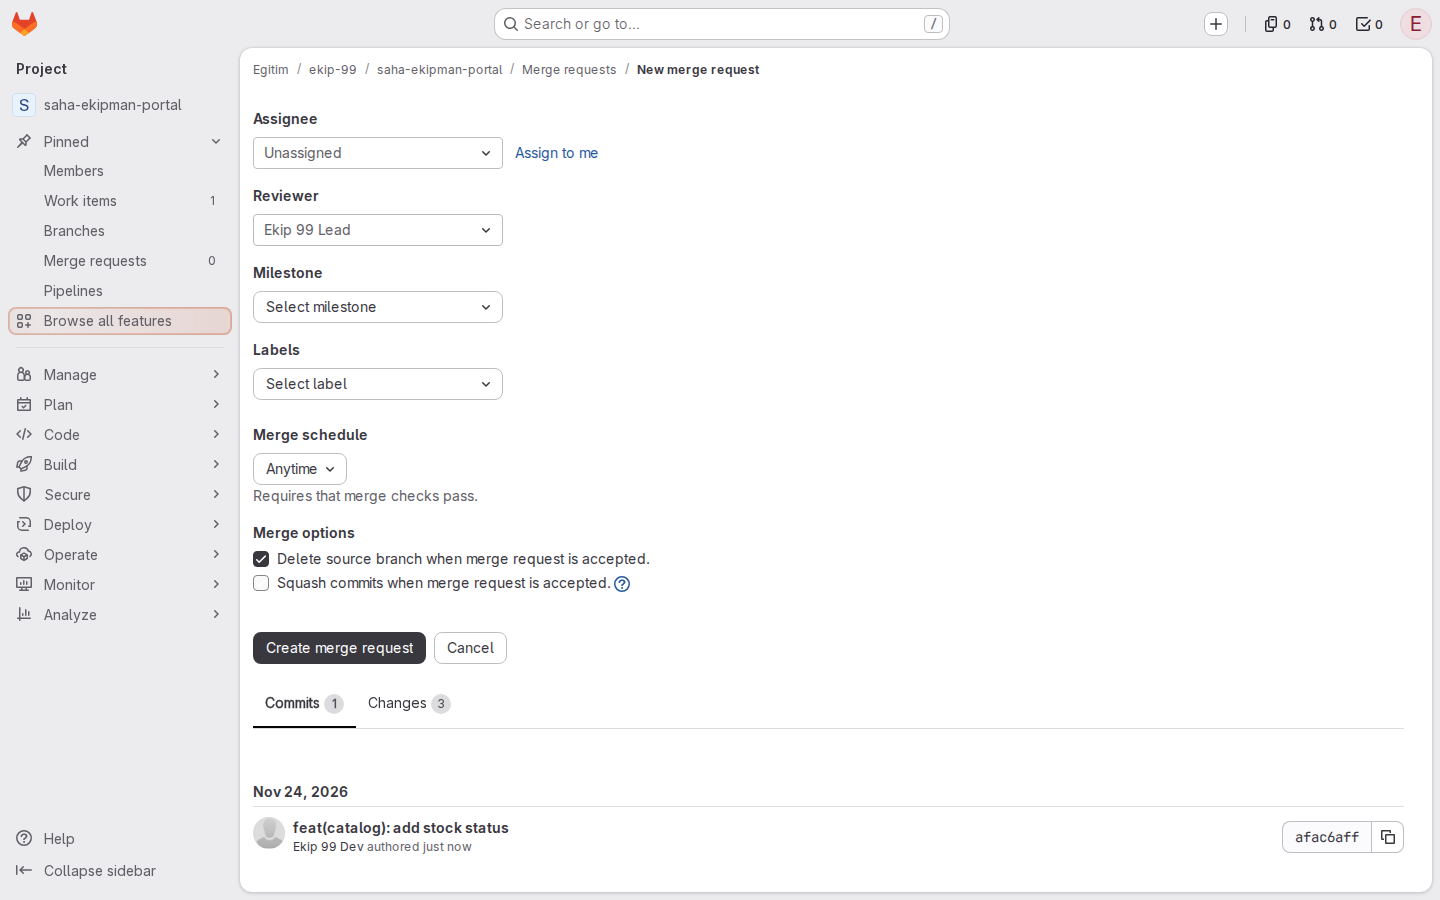 Search or go to...
/
0
0
0
E
Project
S
saha-ekipman-portal
Pinned
Members
Work items 1
Branches
Merge requests 0
Pipelines
Browse all features
Manage
Plan
Code
Build
Secure
Deploy
Operate
Monitor
Analyze
Help
Collapse sidebar
Egitim / ekip-99 / saha-ekipman-portal / Merge requests / New merge request
Assignee
Unassigned
Assign to me
Reviewer
Ekip 99 Lead
Milestone
Select milestone
Labels
Select label
Merge schedule
Anytime
Requires that merge checks pass.
Merge options
Delete source branch when merge request is accepted.
Squash commits when merge request is accepted.
Create merge request
Cancel
Commits 1
Changes 3
Nov 24, 2026
feat(catalog): add stock status
Ekip 99 Dev authored just now
afac6aff